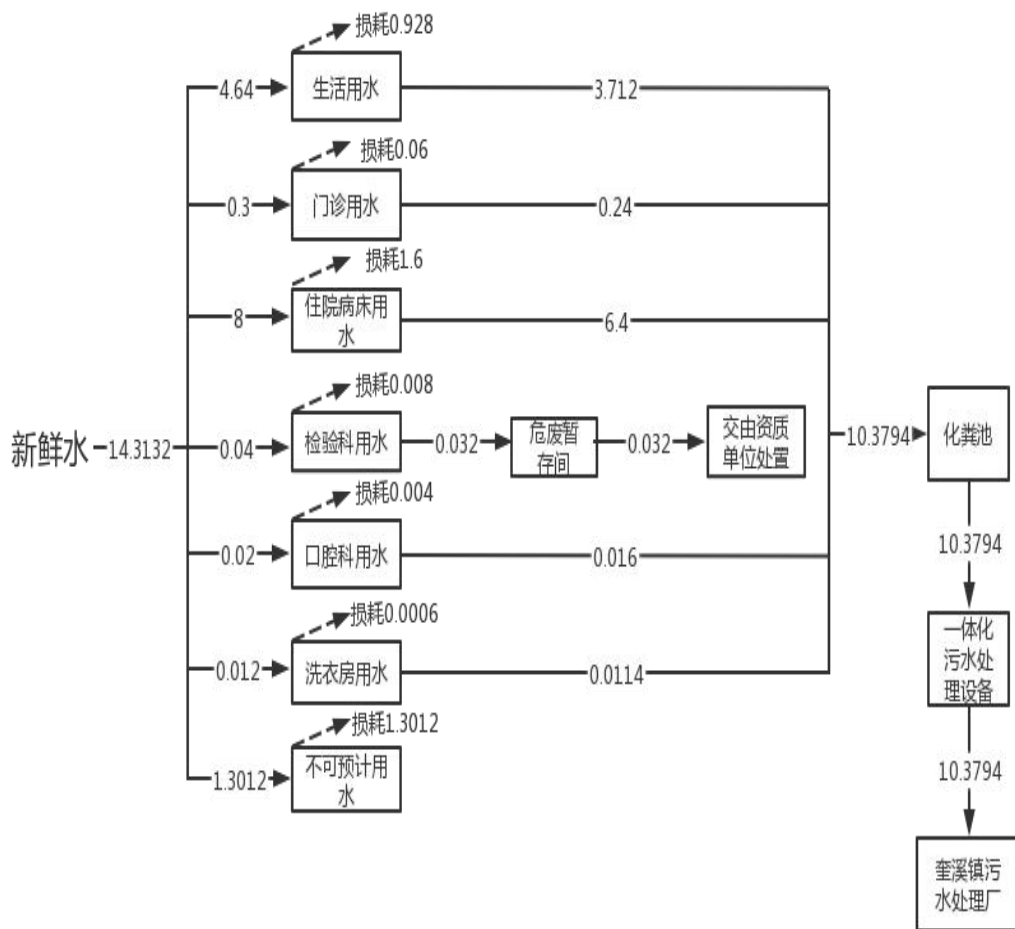 损耗0.928
4.64
生活用水
3.712
损耗0.06
0.3
门诊用水
0.24
损耗1.6
8
住院病床用
水
6.4
新鲜水
14.3132
损耗0.008
0.04
检验科用水
0.032
危废暂
存间
0.032
交由资质
单位处置
10.3794
化粪池
损耗0.004
0.02
口腔科用水
0.016
10.3794
损耗0.0006
0.012
洗衣房用水
0.0114
一体化
污水处
理设备
损耗1.3012
1.3012
不可预计用
水
10.3794
奎溪镇污
水处理厂